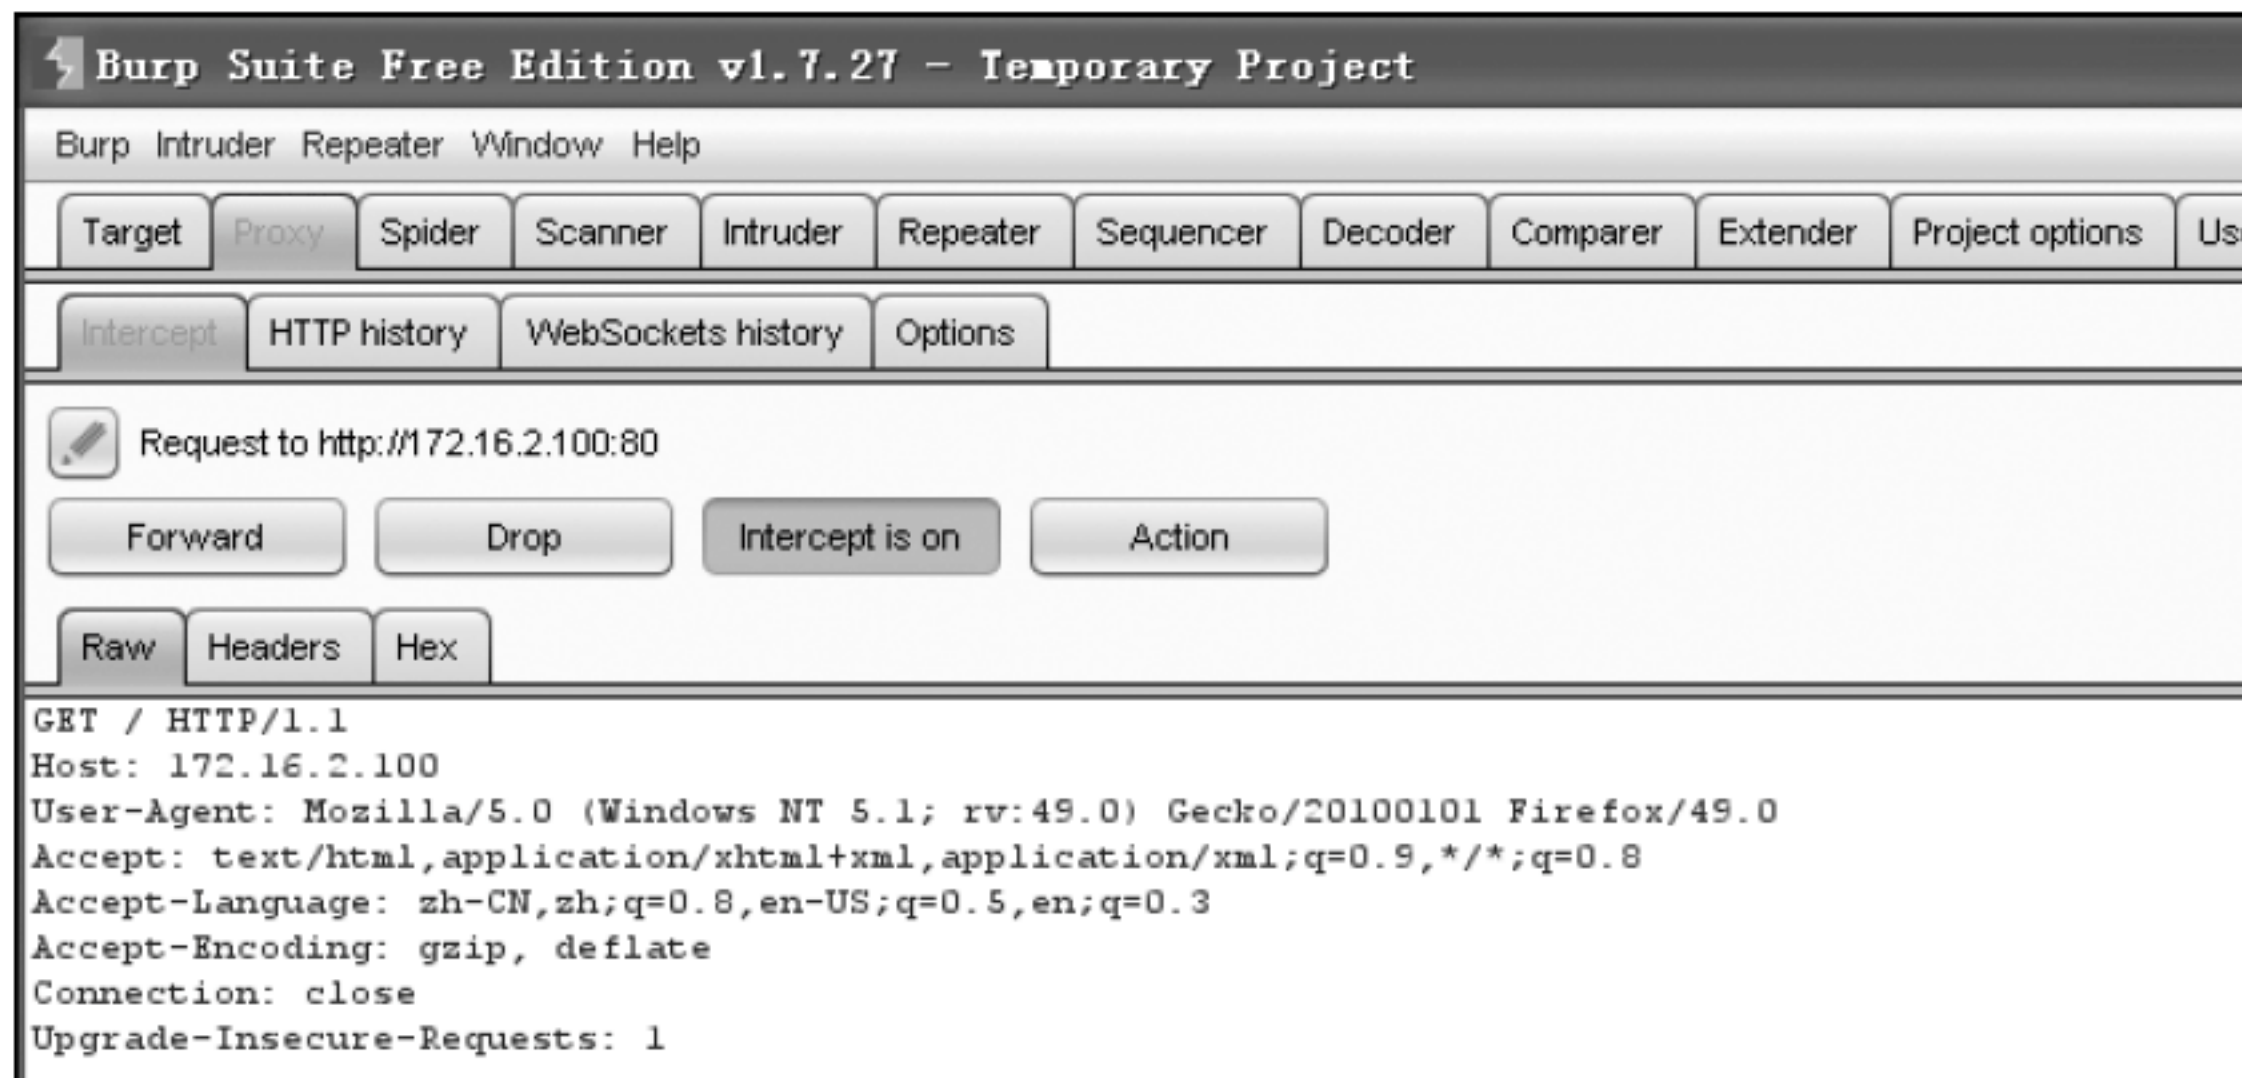 Burp Suite Free Edition v1.7.27 - Temporary Project
Burp Intruder Repeater Window Help
Target Proxy Spider Scanner Intruder Repeater Sequencer Decoder Comparer Extender Project options
Intercept HTTP history WebSockets history Options
Request to http://172.16.2.100:80
Forward Drop Intercept is on Action
Raw Headers Hex
GET / HTTP/1.1
Host: 172.16.2.100
User-Agent: Mozilla/5.0 (Windows NT 5.1; rv:49.0) Gecko/20100101 Firefox/49.0
Accept: text/html,application/xhtml+xml,application/xml;q=0.9,*/*;q=0.8
Accept-Language: zh-CN,zh;q=0.8,en-US;q=0.5,en;q=0.3
Accept-Encoding: gzip, deflate
Connection: close
Upgrade-Insecure-Requests: 1